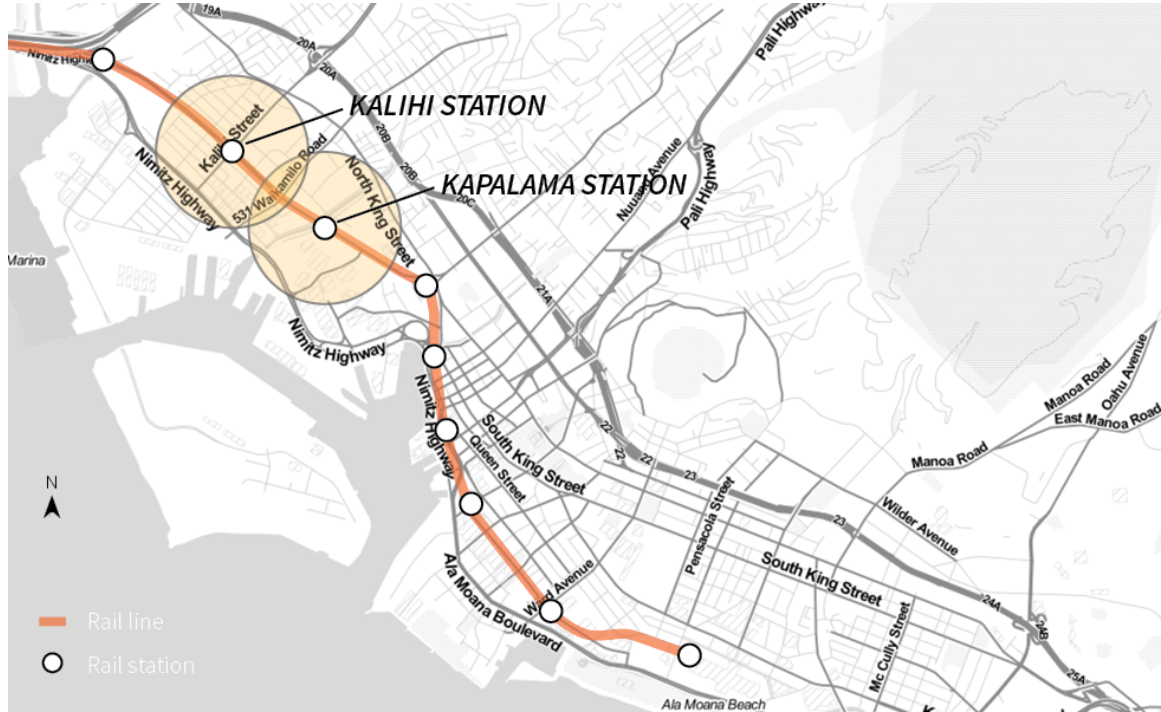 19A
20A
Pali Highway
Nimitz Highway
20A
KALIHI STATION
Kalihi Street
20B
Nuuanu Avenue
Pali Highway
531 Waikamilo Road
North King Street
20B
KAPALAMA STATION
Nimitz Highway
20C
Marina
21A
Nimitz Highway
Oahu Avenue
Manoa Road
East Manoa Road
Nimitz Highway
South King Street
Queen Street
22
22
22
23
Manoa Road
N
Pensacola Street
Wilder Avenue
23
South King Street
Ward Avenue
Ala Moana Boulevard
24A
24B
Mc Cully Street
Rail line
Rail station
25A
Ala Moana Beach